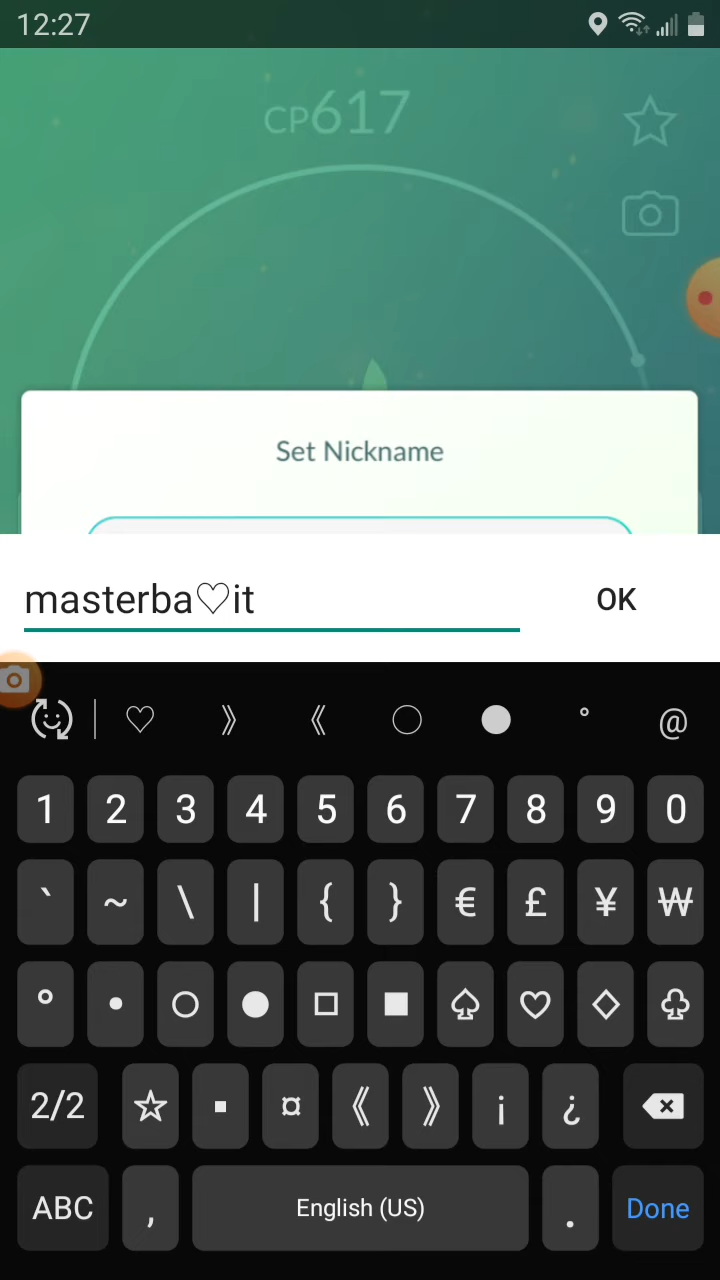 12:27
CP617
Set Nickname
masterba♡it
OK
♡ 》 《 ○ ● ° @
1 2 3 4 5 6 7 8 9 0
` ~ \ | { } € £ ¥ ₩
° • ○ ● □ ■ ♤ ♡ ◇ ♧
2/2 ☆ ▪ ¤ 《 》 ¡ ¿
ABC , English (US) . Done